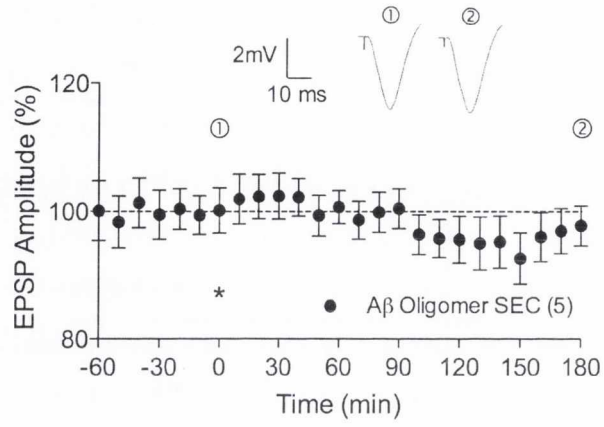 ① ②
2mV
10 ms
120
① ②
EPSP Amplitude (%)
100
*
Aβ Oligomer SEC (5)
80
-60 -30 0 30 60 90 120 150 180
Time (min)